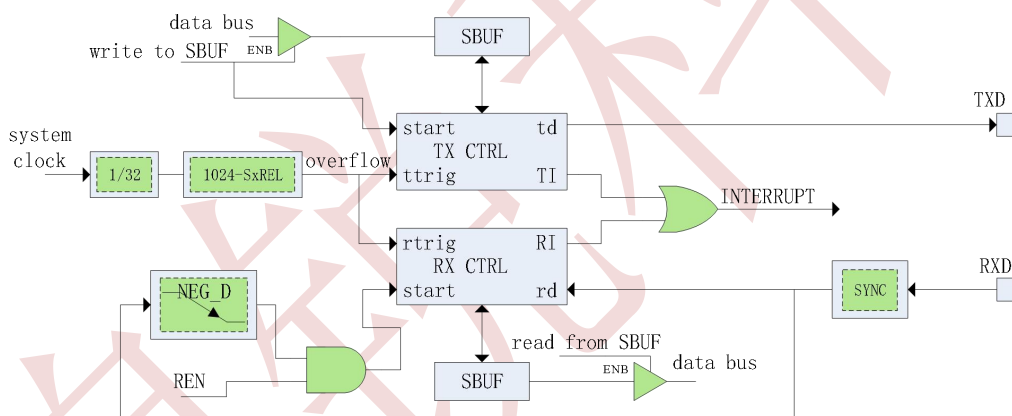 data bus
write to SBUF
ENB
SBUF
TXD
start
td
TX CTRL
ttrig
TI
system
clock
1/32
1024-SxREL
overflow
INTERRUPT
rtrig
RI
RX CTRL
start
rd
RXD
SYNC
NEG_D
REN
read from SBUF
ENB
data bus
SBUF